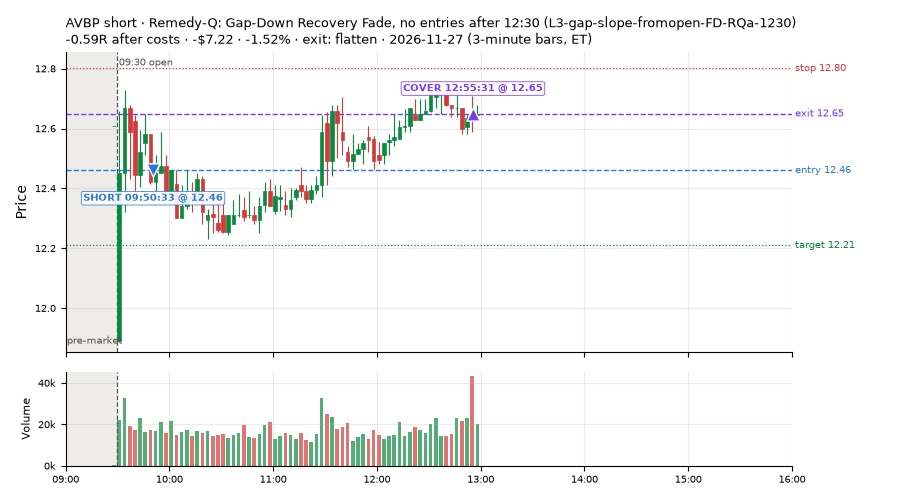 AVBP short · Remedy-Q: Gap-Down Recovery Fade, no entries after 12:30 (L3-gap-slope-fromopen-FD-RQa-1230)
-0.59R after costs · -$7.22 · -1.52% · exit: flatten · 2026-11-27 (3-minute bars, ET)
09:30 open
12.8
stop 12.80
COVER 12:55:31 @ 12.65
12.6
exit 12.65
entry 12.46
12.4
SHORT 09:50:33 @ 12.46
Price
12.2
target 12.21
12.0
pre-market
40k
20k
0k
Volume
09:00
10:00
11:00
12:00
13:00
14:00
15:00
16:00